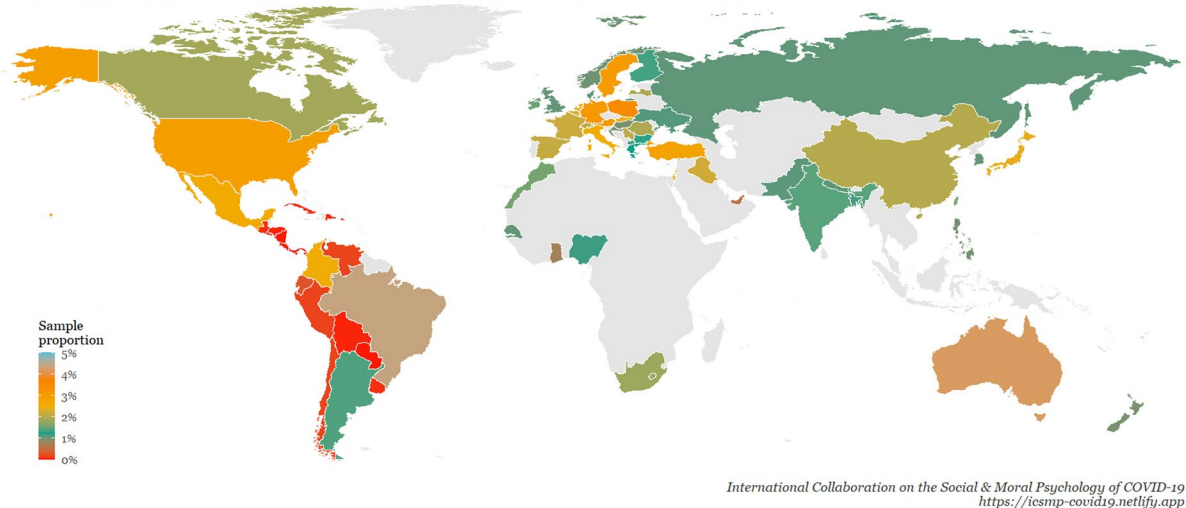 Sample
proportion
5%
4%
3%
2%
1%
0%
International Collaboration on the Social & Moral Psychology of COVID-19
https://icsmp-covid19.netlify.app